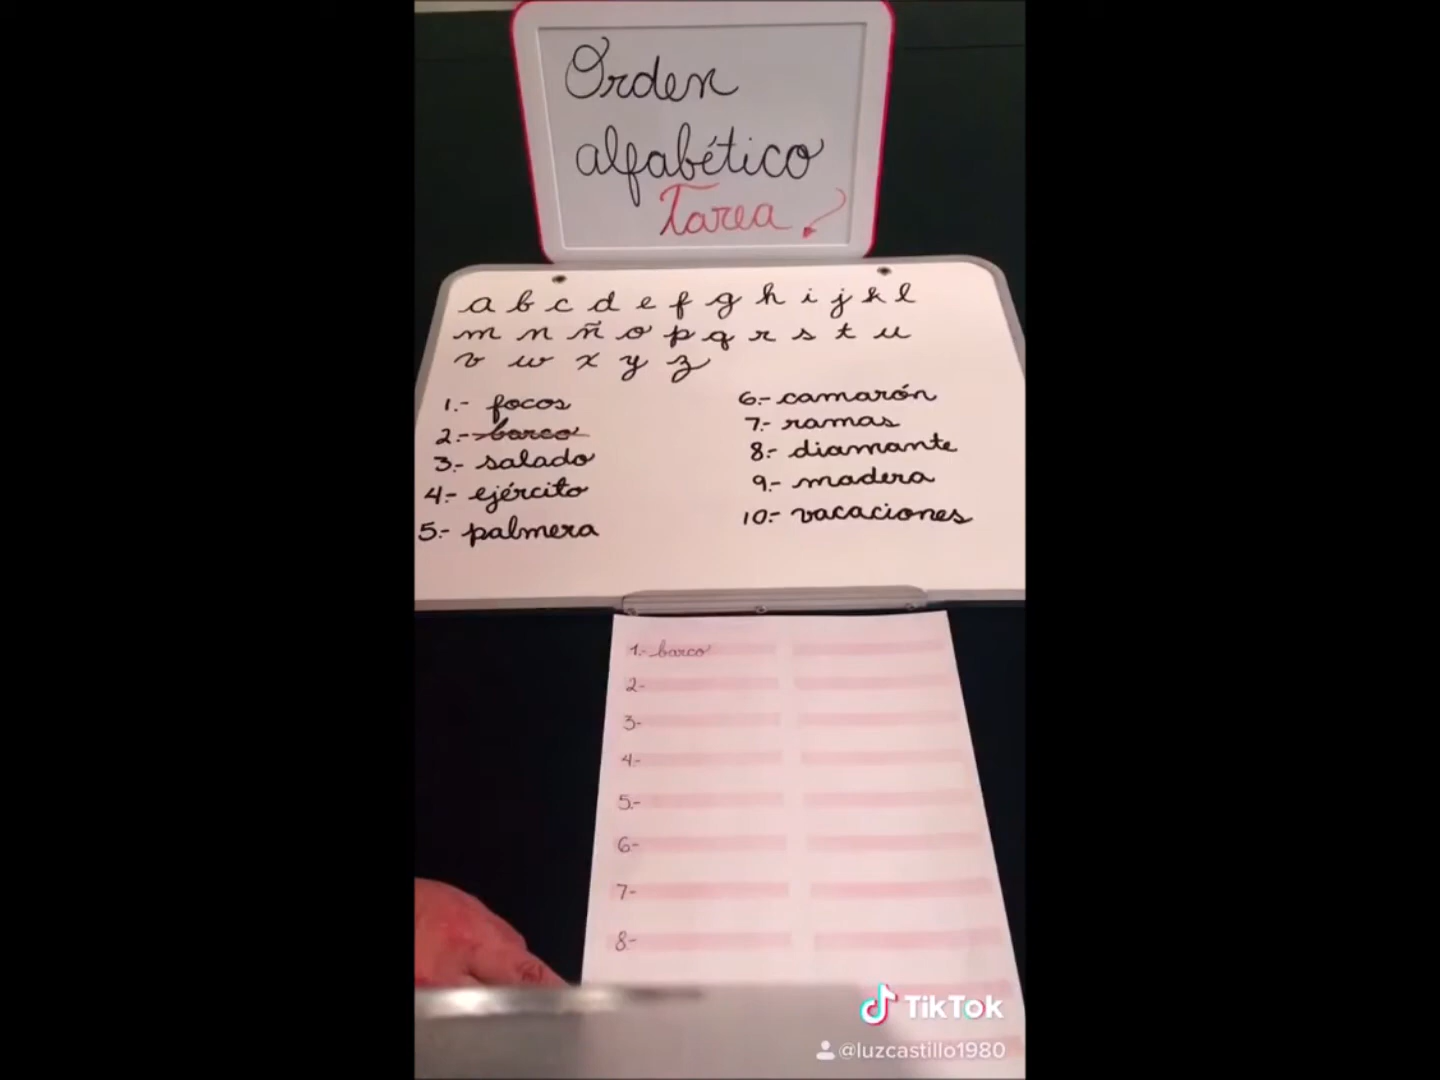 Orden
alfabético
Tarea
a b c d e f g h i j k l
m n ñ o p q r s t u
v w x y z
1.- focos
2.- barco
3.- salado
4.- ejército
5.- palmera
6.- camarón
7.- ramas
8.- diamante
9.- madera
10.- vacaciones
1.- barco
2-
3-
4.-
5.-
6-
7-
8-
TikTok
@luzcastillo1980